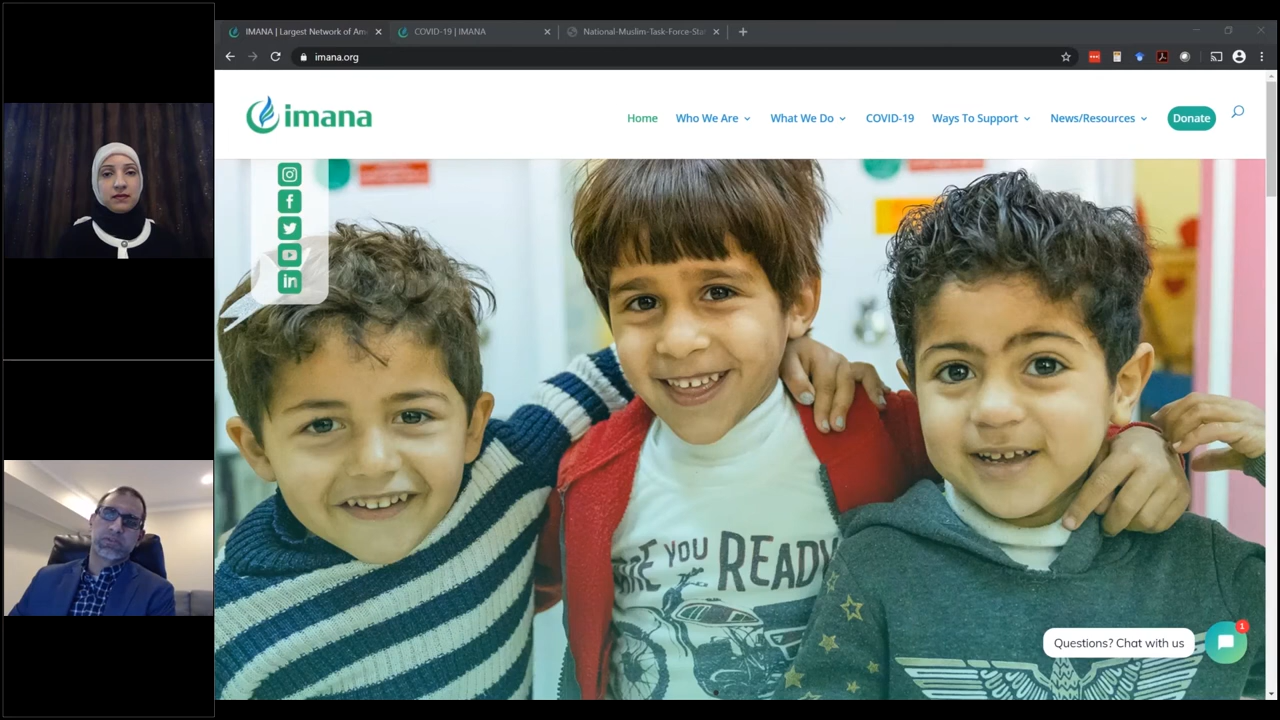 IMANA | Largest Network of Am
COVID-19 | IMANA
National-Muslim-Task-Force-Sta
imana.org
imana
Home
Who We Are
What We Do
COVID-19
Ways To Support
News/Resources
Donate
f
in
ARE YOU READY
Questions? Chat with us
1